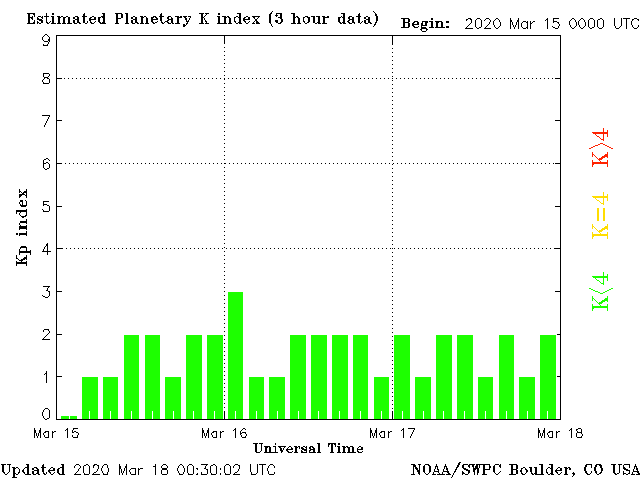 Estimated Planetary K index (3 hour data)
Begin: 2020 Mar 15 0000 UTC
9
8
7
6
5
4
3
2
1
0
Kp index
Mar 15
Mar 16
Mar 17
Mar 18
Universal Time
K>4
K=4
K<4
Updated 2020 Mar 18 00:30:02 UTC
NOAA/SWPC Boulder, CO USA